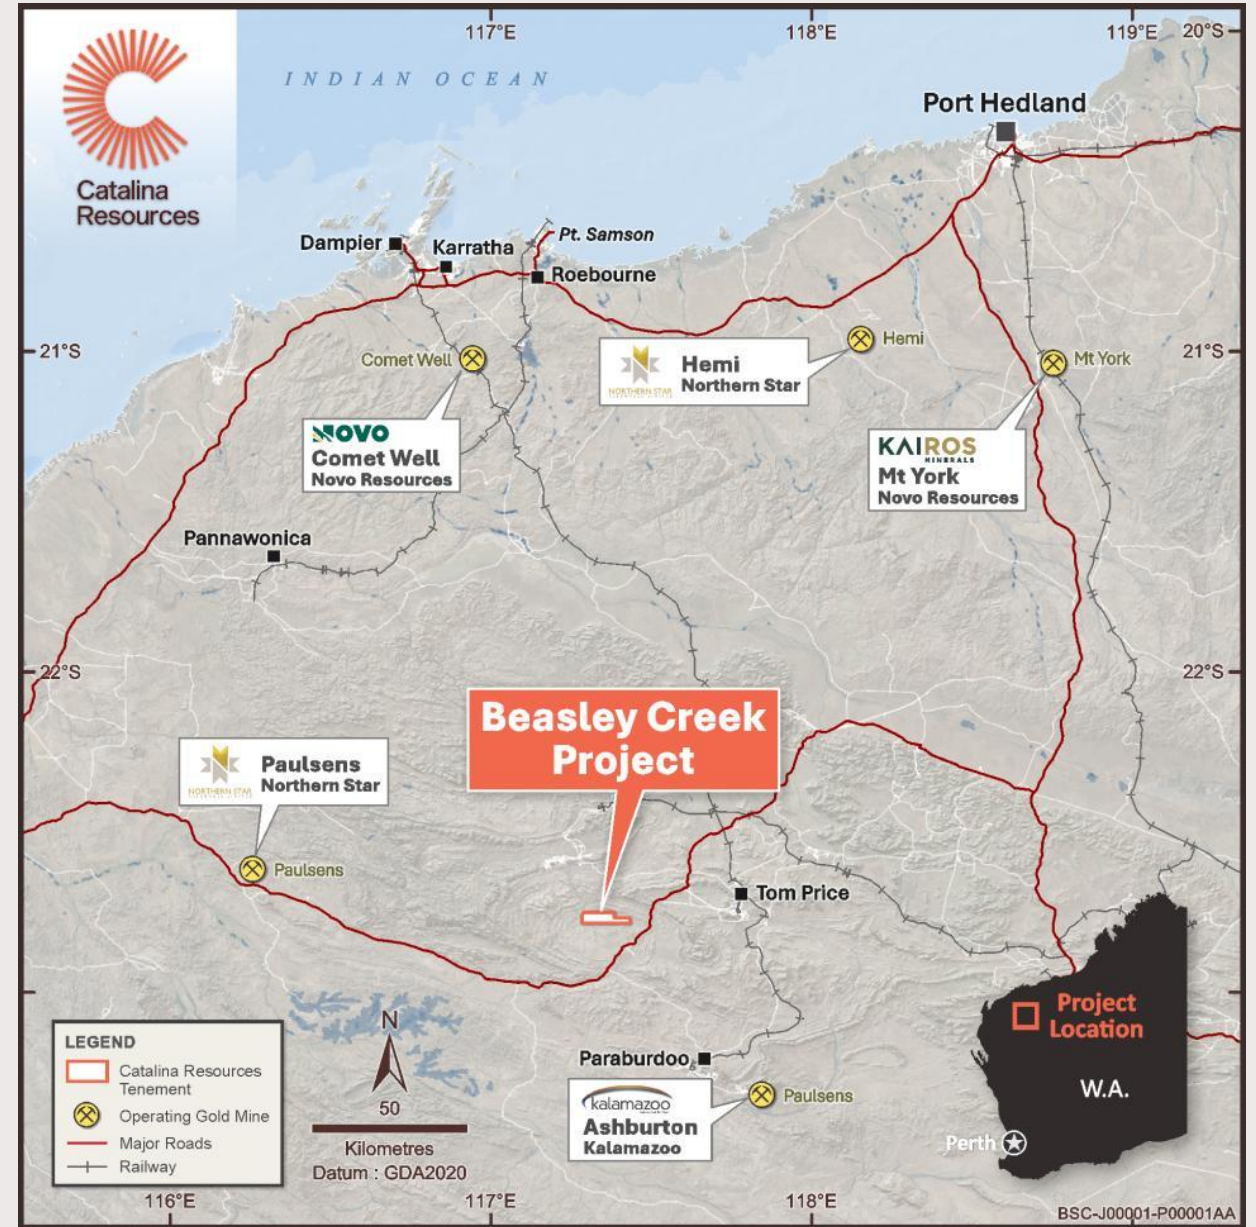 117°E
118°E
119°E
20°S
Catalina
Resources
INDIAN OCEAN
Port Hedland
Dampier
Karratha
Pt. Samson
Roebourne
21°S
Comet Well
NORTHERN STAR
Hemi
Northern Star
Hemi
Mt York
21°S
NOVO
Comet Well
Novo Resources
KAIROS
MINERALS
Mt York
Novo Resources
Pannawonica
22°S
22°S
Beasley Creek
Project
NORTHERN STAR
Paulsens
Northern Star
Paulsens
Tom Price
LEGEND
Catalina Resources
Tenement
Operating Gold Mine
Major Roads
Railway
N
50
Kilometres
Datum : GDA2020
Paraburdoo
kalamazoo
Ashburton
Kalamazoo
Paulsens
Project
Location
W.A.
Perth
116°E
117°E
118°E
BSC-J00001-P00001AA